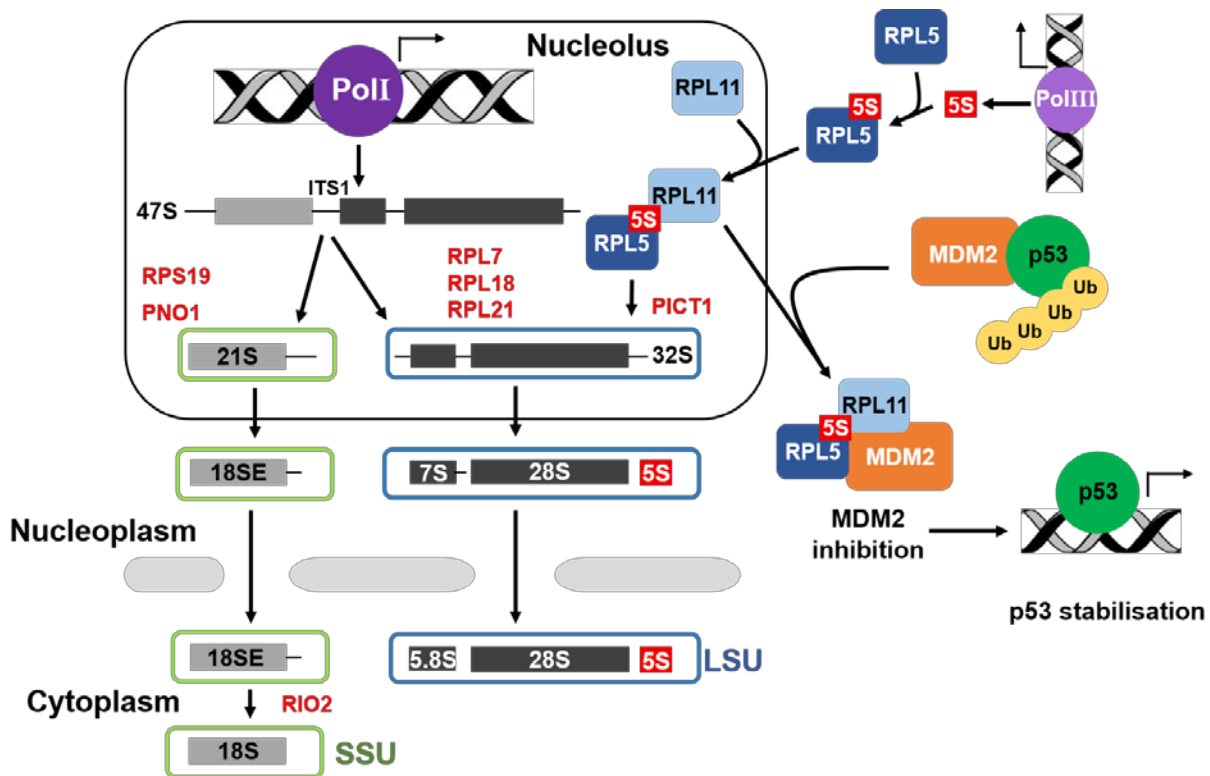 Nucleolus
PolI
RPL11
RPL5
5S
PolIII
5S
RPL5
ITS1
47S
RPL11
5S
RPL5
RPS19
PNO1
RPL7
RPL18
RPL21
PICT1
MDM2
p53
Ub
Ub
Ub
Ub
21S
32S
RPL11
5S
RPL5
MDM2
18SE
7S
28S
5S
MDM2
inhibition
p53
Nucleoplasm
p53 stabilisation
18SE
5.8S
28S
5S
LSU
Cytoplasm
RIO2
18S
SSU